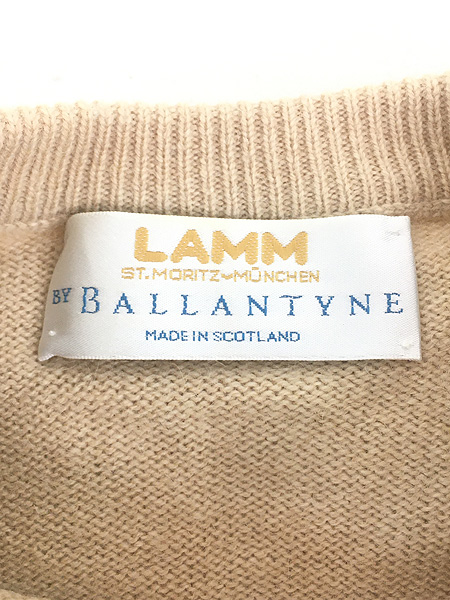 LAMM
ST. MORITZ-MÜNCHEN
BY BALLANTYNE
MADE IN SCOTLAND